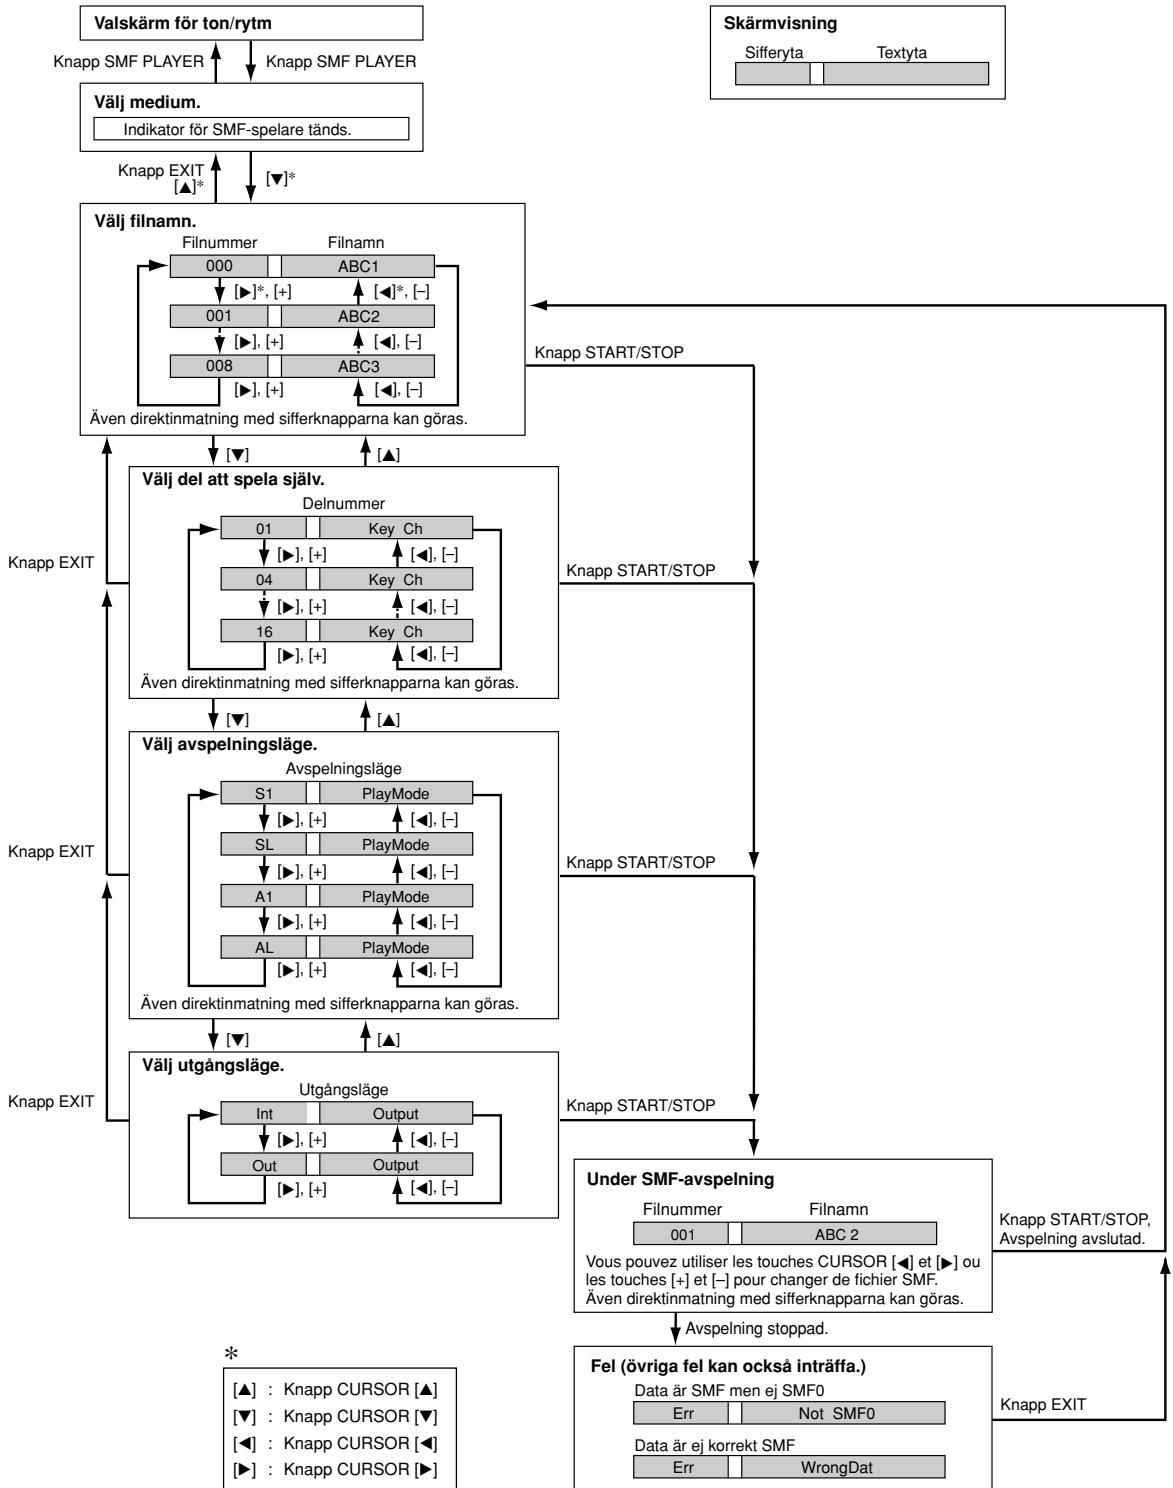 Valskärm för ton/rytm
Knapp SMF PLAYER
Knapp SMF PLAYER
Skärmvisning
Sifferyta
Textyta
Välj medium.
Indikator för SMF-spelare tänds.
Knapp EXIT
[▲]*
[▼]*
Välj filnamn.
Filnummer
Filnamn
000
ABC1
[▶]*, [+]
[◀]*, [–]
001
ABC2
[▶], [+]
[◀], [–]
008
ABC3
[▶], [+]
[◀], [–]
Även direktinmatning med sifferknapparna kan göras.
Knapp START/STOP
[▼]
[▲]
Knapp EXIT
Välj del att spela själv.
Delnummer
01
Key Ch
[▶], [+]
[◀], [–]
04
Key Ch
[▶], [+]
[◀], [–]
16
Key Ch
[▶], [+]
[◀], [–]
Även direktinmatning med sifferknapparna kan göras.
Knapp START/STOP
[▼]
[▲]
Knapp EXIT
Välj avspelningsläge.
Avspelningsläge
S1
PlayMode
[▶], [+]
[◀], [–]
SL
PlayMode
[▶], [+]
[◀], [–]
A1
PlayMode
[▶], [+]
[◀], [–]
AL
PlayMode
[▶], [+]
[◀], [–]
Även direktinmatning med sifferknapparna kan göras.
Knapp START/STOP
[▼]
[▲]
Knapp EXIT
Välj utgångsläge.
Utgångsläge
Int
Output
[▶], [+]
[◀], [–]
Out
Output
[▶], [+]
[◀], [–]
Knapp START/STOP
Under SMF-avspelning
Filnummer
Filnamn
001
ABC 2
Vous pouvez utiliser les touches CURSOR [◀] et [▶] ou
les touches [+] et [–] pour changer de fichier SMF.
Även direktinmatning med sifferknapparna kan göras.
Knapp START/STOP,
Avspelning avslutad.
Avspelning stoppad.
Fel (övriga fel kan också inträffa.)
Data är SMF men ej SMF0
Err
Not SMF0
Data är ej korrekt SMF
Err
WrongDat
Knapp EXIT
*
[▲] : Knapp CURSOR [▲]
[▼] : Knapp CURSOR [▼]
[◀] : Knapp CURSOR [◀]
[▶] : Knapp CURSOR [▶]